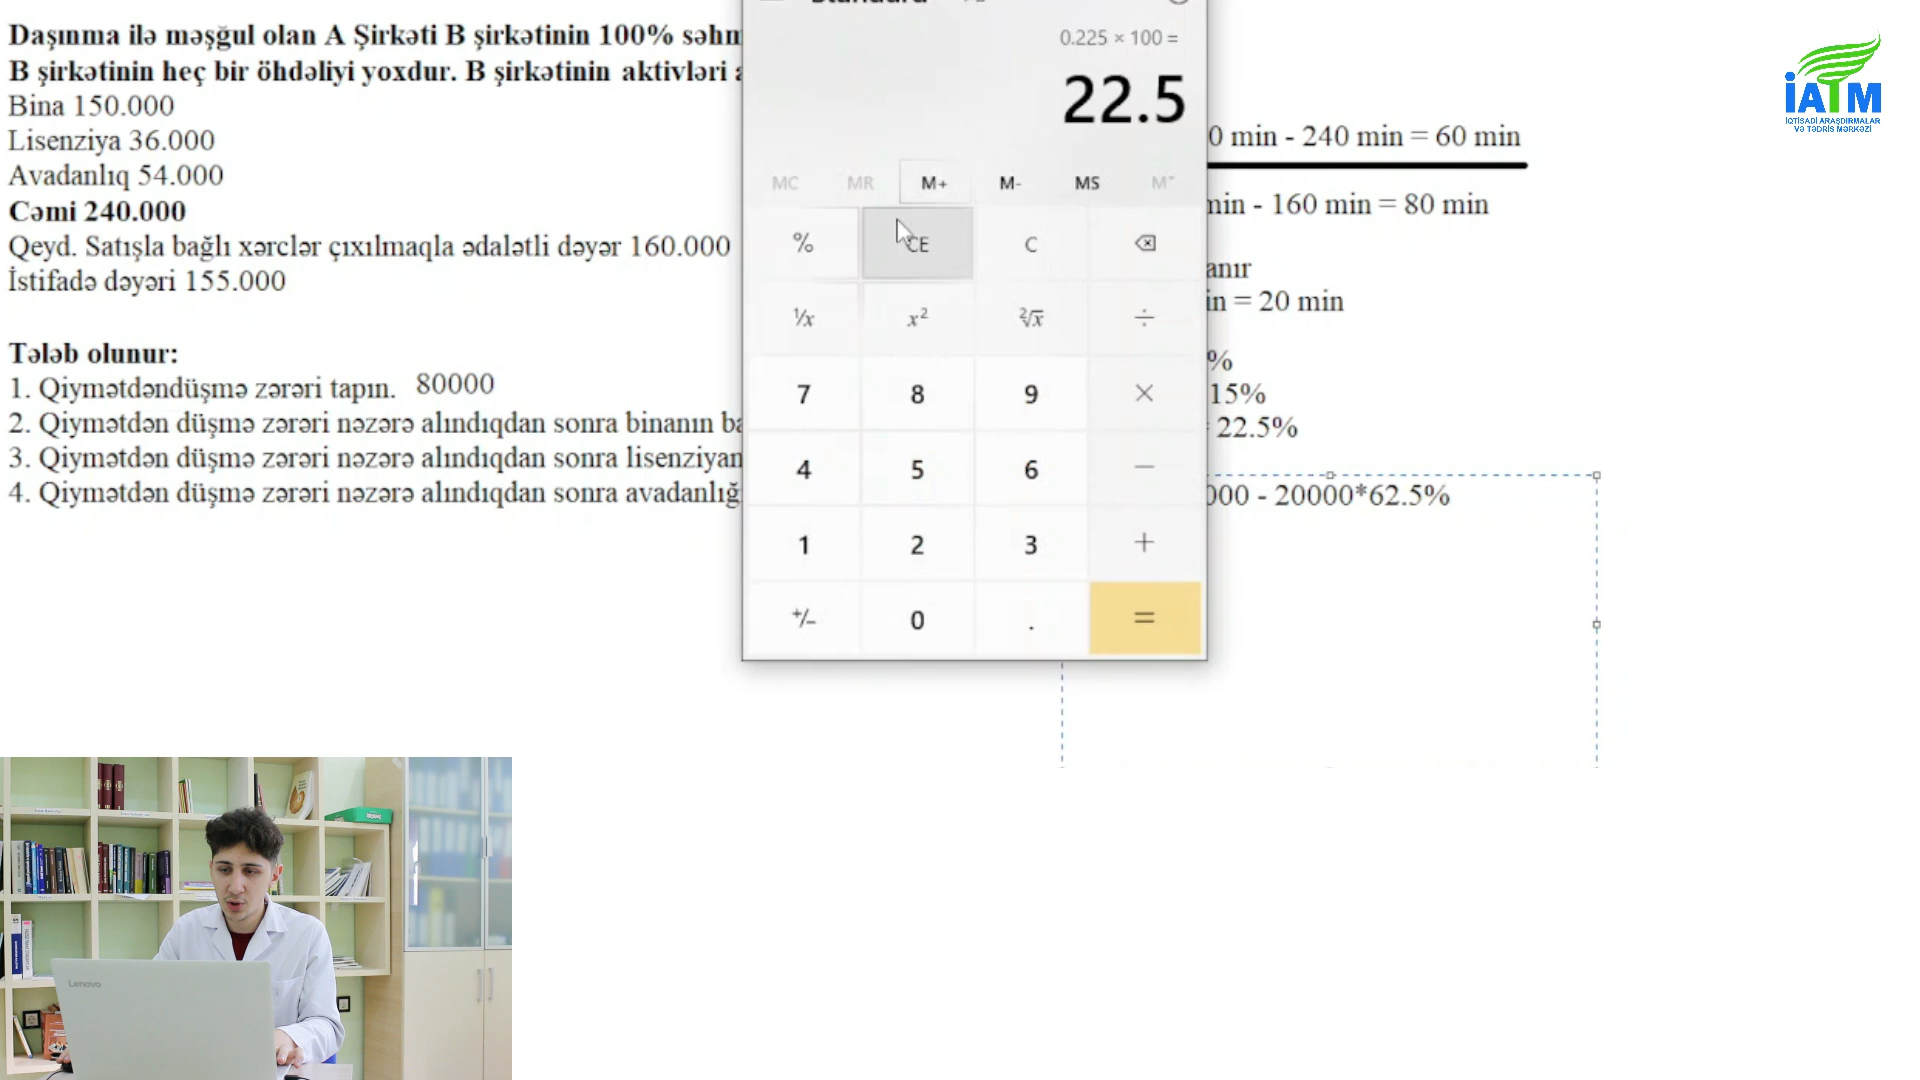 Daşınma ilə məşğul olan A Şirkəti B şirkətinin 100%
B şirkətinin heç bir öhdəliyi yoxdur. B şirkətinin aktivləri
Bina 150.000
Lisenziya 36.000
Avadanlıq 54.000
Cəmi 240.000
Qeyd. Satışla bağlı xərclər çıxılmaqla ədalətli dəyər 160.000
İstifadə dəyəri 155.000
Tələb olunur:
1. Qiymətdəndüşmə zərəri tapın. 80000
2. Qiymətdən düşmə zərəri nəzərə alındıqdan sonra binanın
3. Qiymətdən düşmə zərəri nəzərə alındıqdan sonra
4. Qiymətdən düşmə zərəri nəzərə alındıqdan sonra
0.225 × 100 =
22.5
MC MR M+ M- MS
% CE C
¹/x x² ²√x ÷
7 8 9 ×
4 5 6 −
1 2 3 +
+/− 0 . =
0 min - 240 min = 60 min
min - 160 min = 80 min
= 20 min
%
15%
22.5%
000 - 20000*62.5%
İATM
İQTİSADİ ARAŞDIRMALAR
VƏ TƏDRİS MƏRKƏZİ
Lenovo